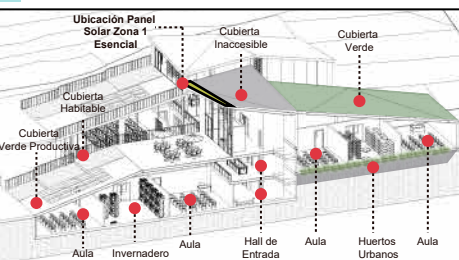 Ubicación Panel
Solar Zona 1
Esencial
Cubierta
Inaccesible
Cubierta
Verde
Cubierta
Habitable
Cubierta
Verde Productiva
Aula
Invernadero
Aula
Hall de
Entrada
Aula
Huertos
Urbanos
Aula